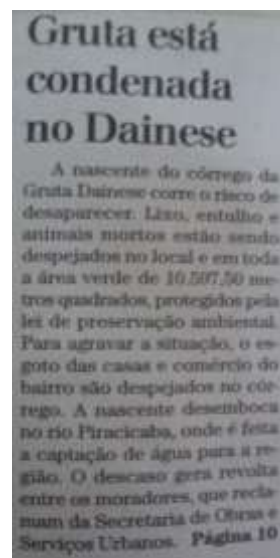 Gruta está
condenada
no Dainese
A nascente do córrego da
Gruta Dainese corre o risco de
desaparecer. Lixo, entulho e
animais mortos estão sendo
despejados no local e em toda
a área verde de 10.597,50 me-
tros quadrados, protegidos pela
lei de preservação ambiental.
Para agravar a situação, o es-
goto das casas e comércio do
bairro são despejados no cór-
rego. A nascente desemboca
no rio Piracicaba, onde é feita
a captação de água para a re-
gião. O descaso gera revolta
entre os moradores, que recla-
mam da Secretaria de Obras e
Serviços Urbanos. Página 10